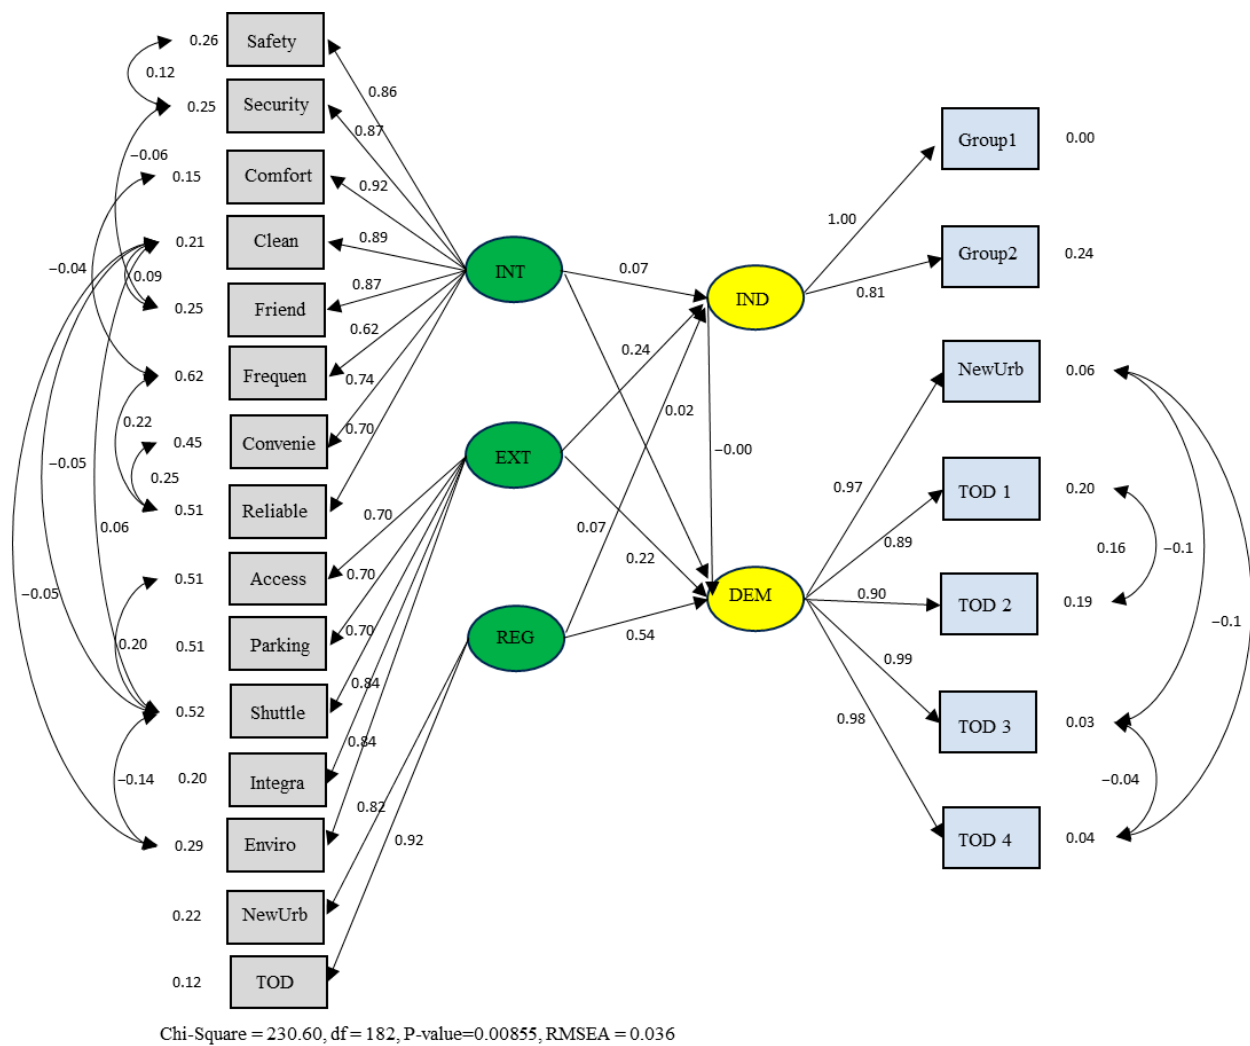 0.26 Safety
0.12
0.86
0.25 Security
0.87
Group1 0.00
−0.06
0.15 Comfort
0.92
1.00
0.21 Clean
0.89
Group2 0.24
−0.04
0.09
INT
0.07
0.87
0.81
0.25 Friend
IND
0.62
0.24
0.62 Frequen
0.74
NewUrb 0.06
0.02
0.22
0.70
0.45 Convenie
−0.00
−0.05
EXT
0.25
0.97
TOD 1 0.20
0.51 Reliable
0.70
0.06
0.07
0.89
0.16
−0.1
0.22
0.51 Access
0.70
−0.05
DEM
0.90
TOD 2 0.19
−0.1
0.20
0.51 Parking
0.70
REG
0.54
0.99
0.84
0.52 Shuttle
0.98
TOD 3 0.03
0.84
−0.14
0.20 Integra
−0.04
0.82
0.92
0.29 Enviro
TOD 4 0.04
0.22 NewUrb
0.12 TOD
Chi-Square = 230.60, df = 182, P-value=0.00855, RMSEA = 0.036